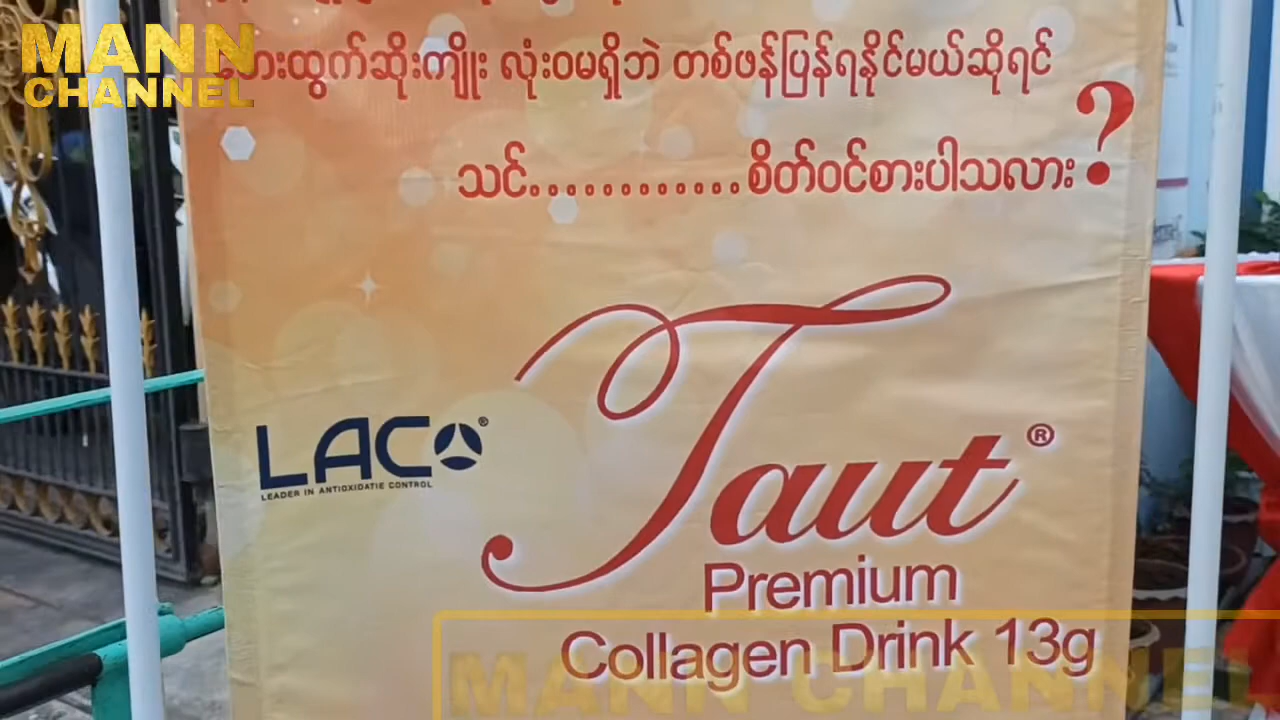 MANN
CHANNEL
ဘေးထွက်ဆိုးကျိုး လုံးဝမရှိဘဲ တစ်ဖန်ပြန်ရနိုင်မယ်ဆိုရင်
သင်............စိတ်ဝင်စားပါသလား?
LACO®
LEADER IN ANTIOXIDATIE CONTROL
Taut®
Premium
Collagen Drink 13g
MANN CHANNEL